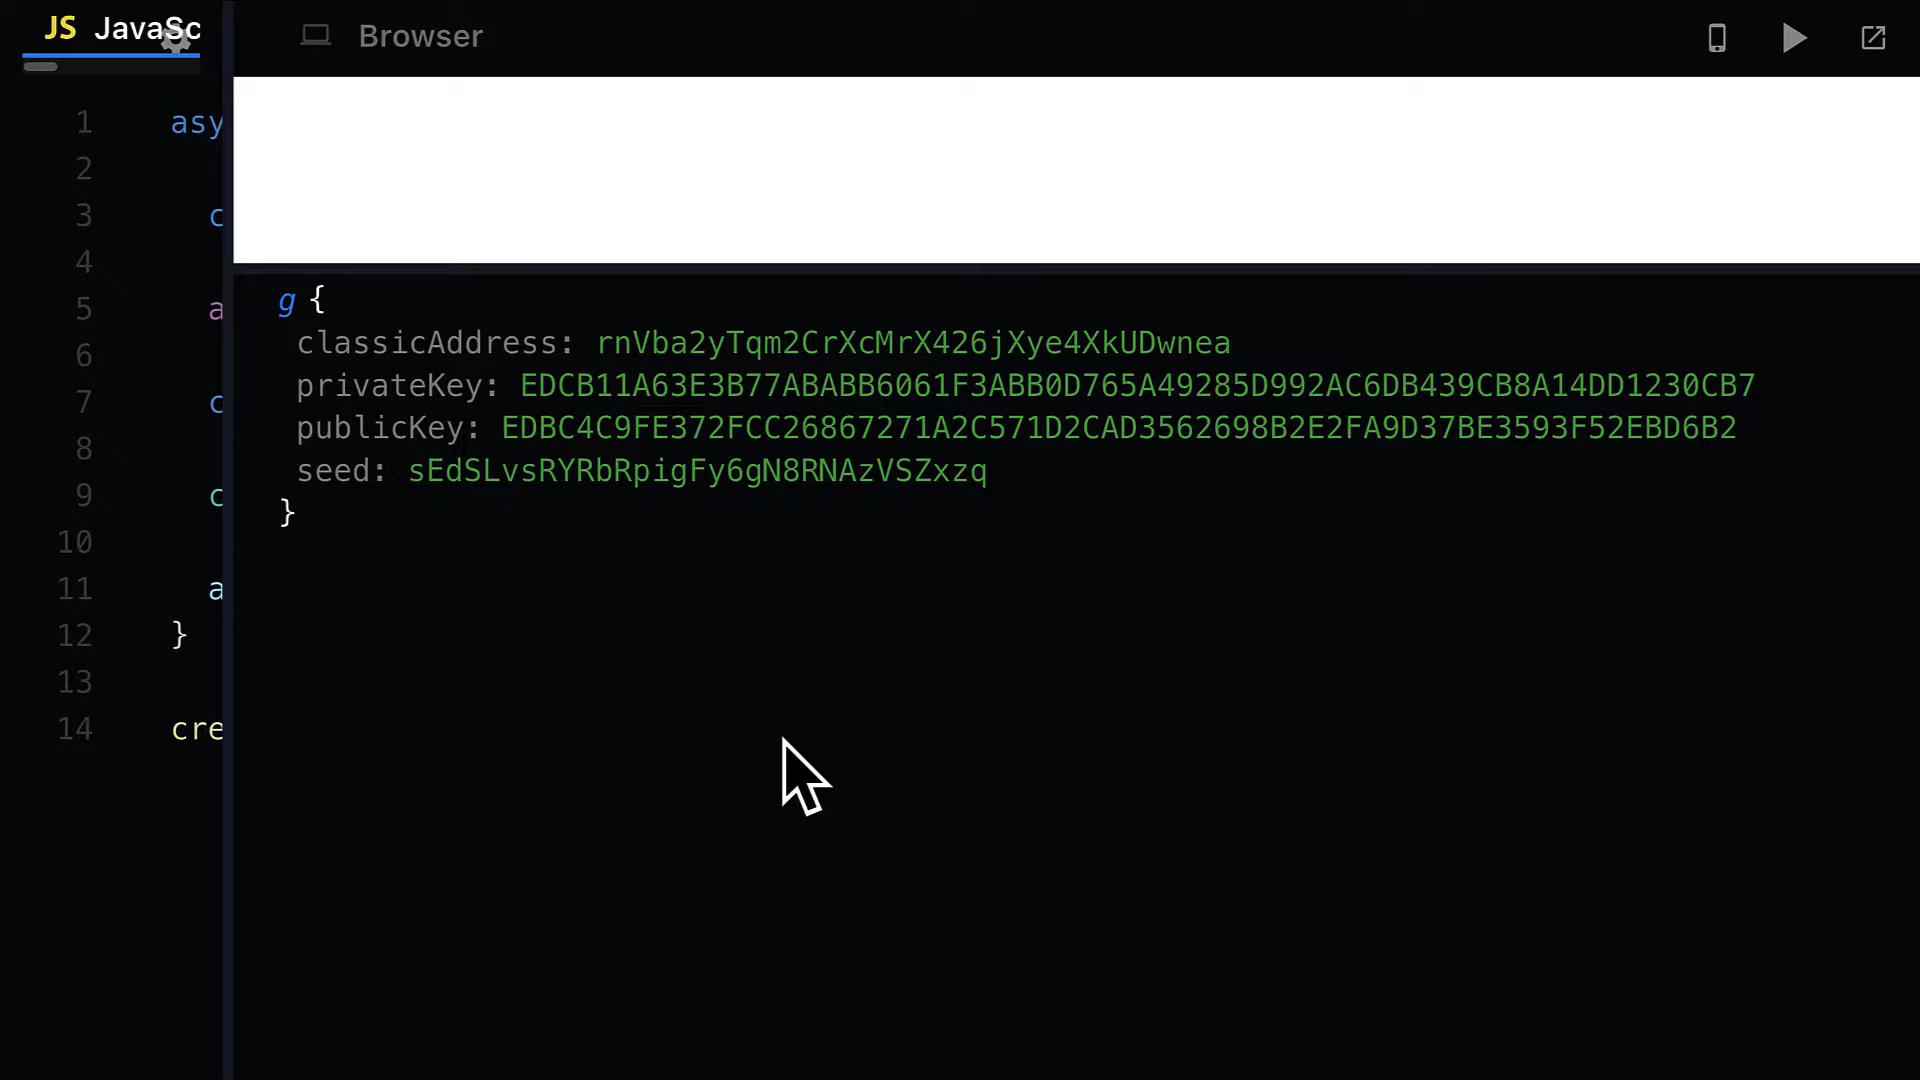 JS JavaSc
Browser
1 asy
2
3 c
4
5 a
6
7 c
8
9 c
10
11 a
12 }
13
14 cre
g {
classicAddress: rnVba2yTqm2CrXcMrX426jXye4XkUDwnea
privateKey: EDCB11A63E3B77ABABB6061F3ABB0D765A49285D992AC6DB439CB8A14DD1230CB7
publicKey: EDBC4C9FE372FCC26867271A2C571D2CAD3562698B2E2FA9D37BE3593F52EBD6B2
seed: sEdSLvsRYRbRpigFy6gN8RNAzVSZxzq
}